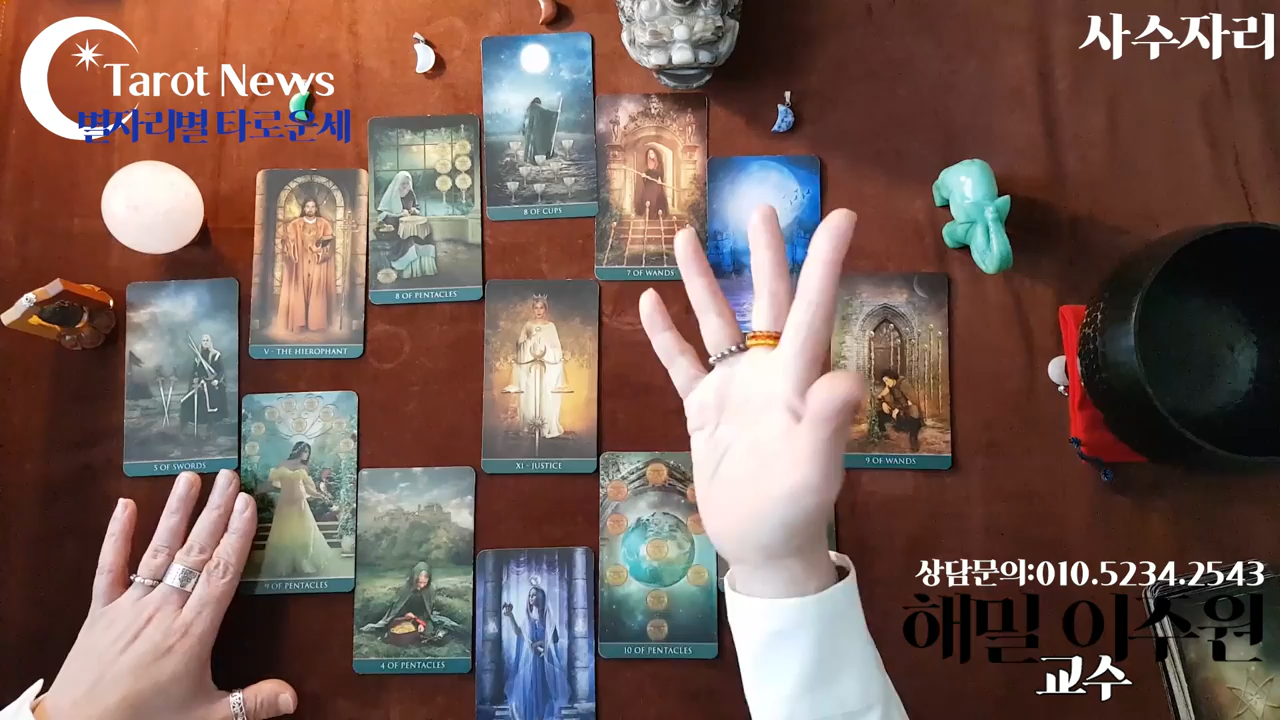 Tarot News
별자리별 타로운세
사수자리
8 OF CUPS
7 OF WANDS
8 OF PENTACLES
V - THE HIEROPHANT
5 OF SWORDS
XI - JUSTICE
9 OF WANDS
9 OF PENTACLES
4 OF PENTACLES
10 OF PENTACLES
상담문의:010.5234.2543
해밀 이수원
교수